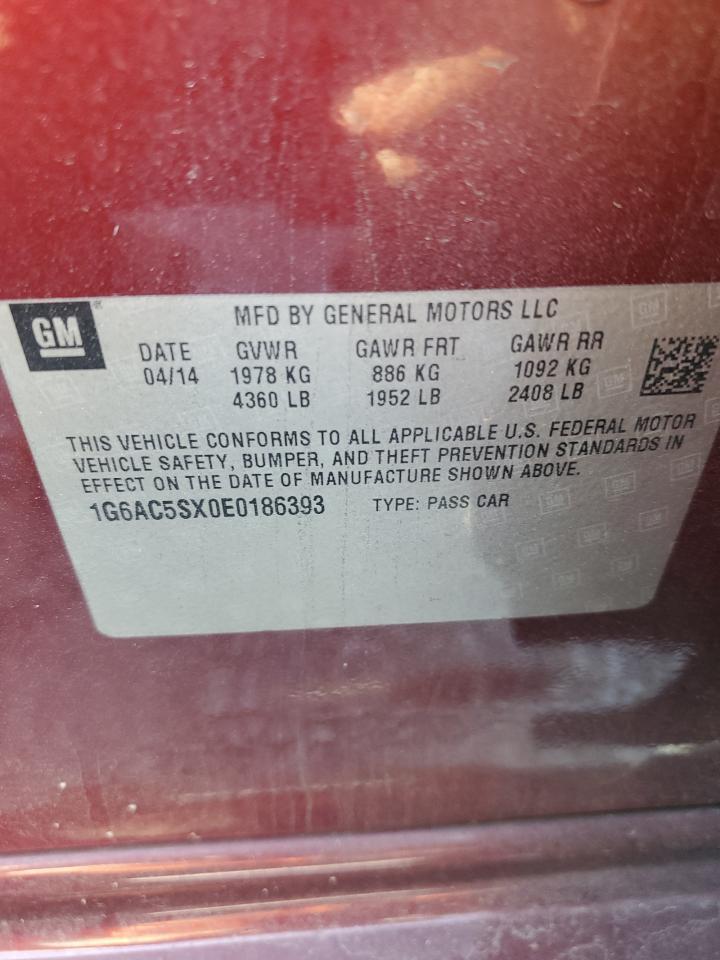 GM
MFD BY GENERAL MOTORS LLC
DATE GVWR GAWR FRT GAWR RR
04/14 1978 KG 886 KG 1092 KG
4360 LB 1952 LB 2408 LB
THIS VEHICLE CONFORMS TO ALL APPLICABLE U.S. FEDERAL MOTOR
VEHICLE SAFETY, BUMPER, AND THEFT PREVENTION STANDARDS IN
EFFECT ON THE DATE OF MANUFACTURE SHOWN ABOVE.
1G6AC5SX0E0186393 TYPE: PASS CAR